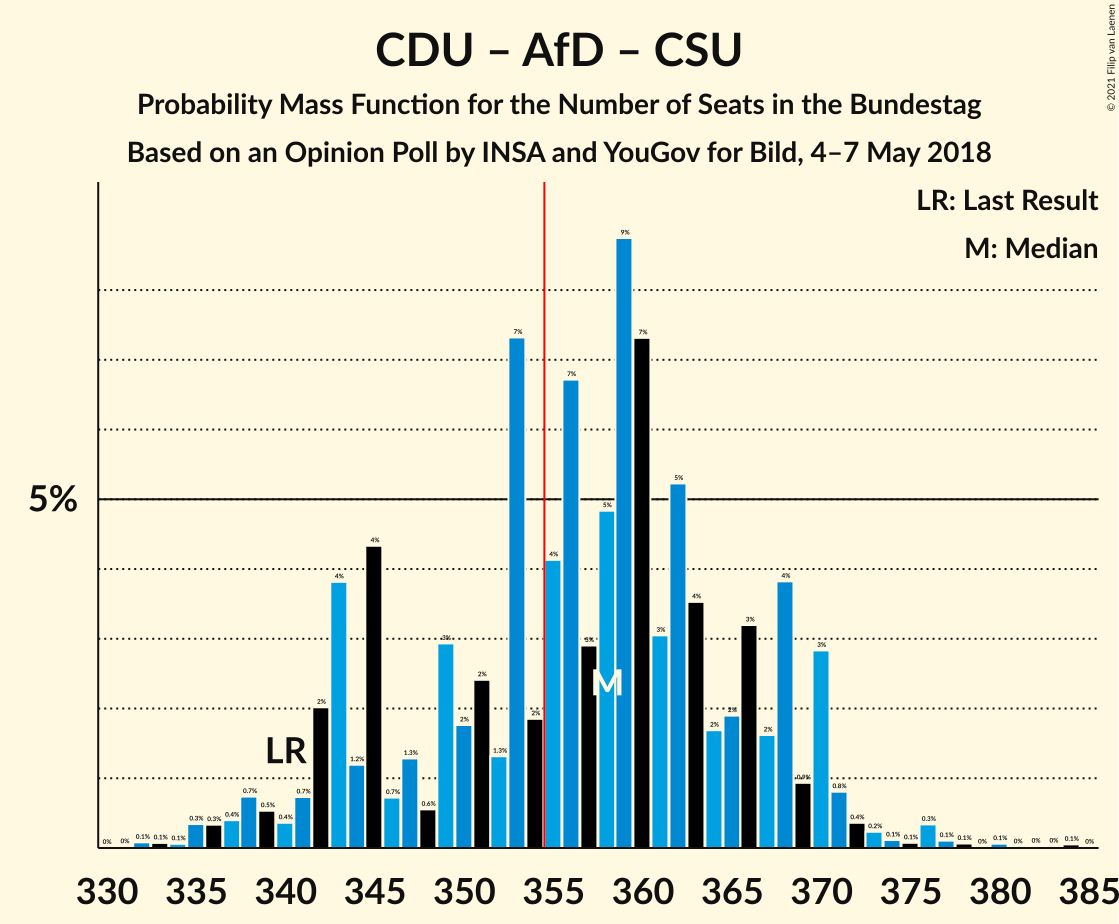 CDU – AfD – CSU
Probability Mass Function for the Number of Seats in the Bundestag
Based on an Opinion Poll by INSA and YouGov for Bild, 4–7 May 2018
© 2021 Filip van Laenen
LR: Last Result
M: Median
5%
0% 0% 0.1% 0.1% 0.1% 0.3% 0.3% 0.4% 0.7% 0.5% 0.4% 0.7% 2% 4% 1.2% 4% 0.7% 1.3% 0.6% 3% 2% 2% 1.3% 7% 2% 4% 7% 3% 5% 9% 7% 3% 5% 4% 2% 2% 3% 2% 4% 0.9% 3% 0.8% 0.4% 0.2% 0.1% 0.1% 0.3% 0.1% 0.1% 0% 0.1% 0% 0% 0% 0.1% 0%
LR
M
330 335 340 345 350 355 360 365 370 375 380 385